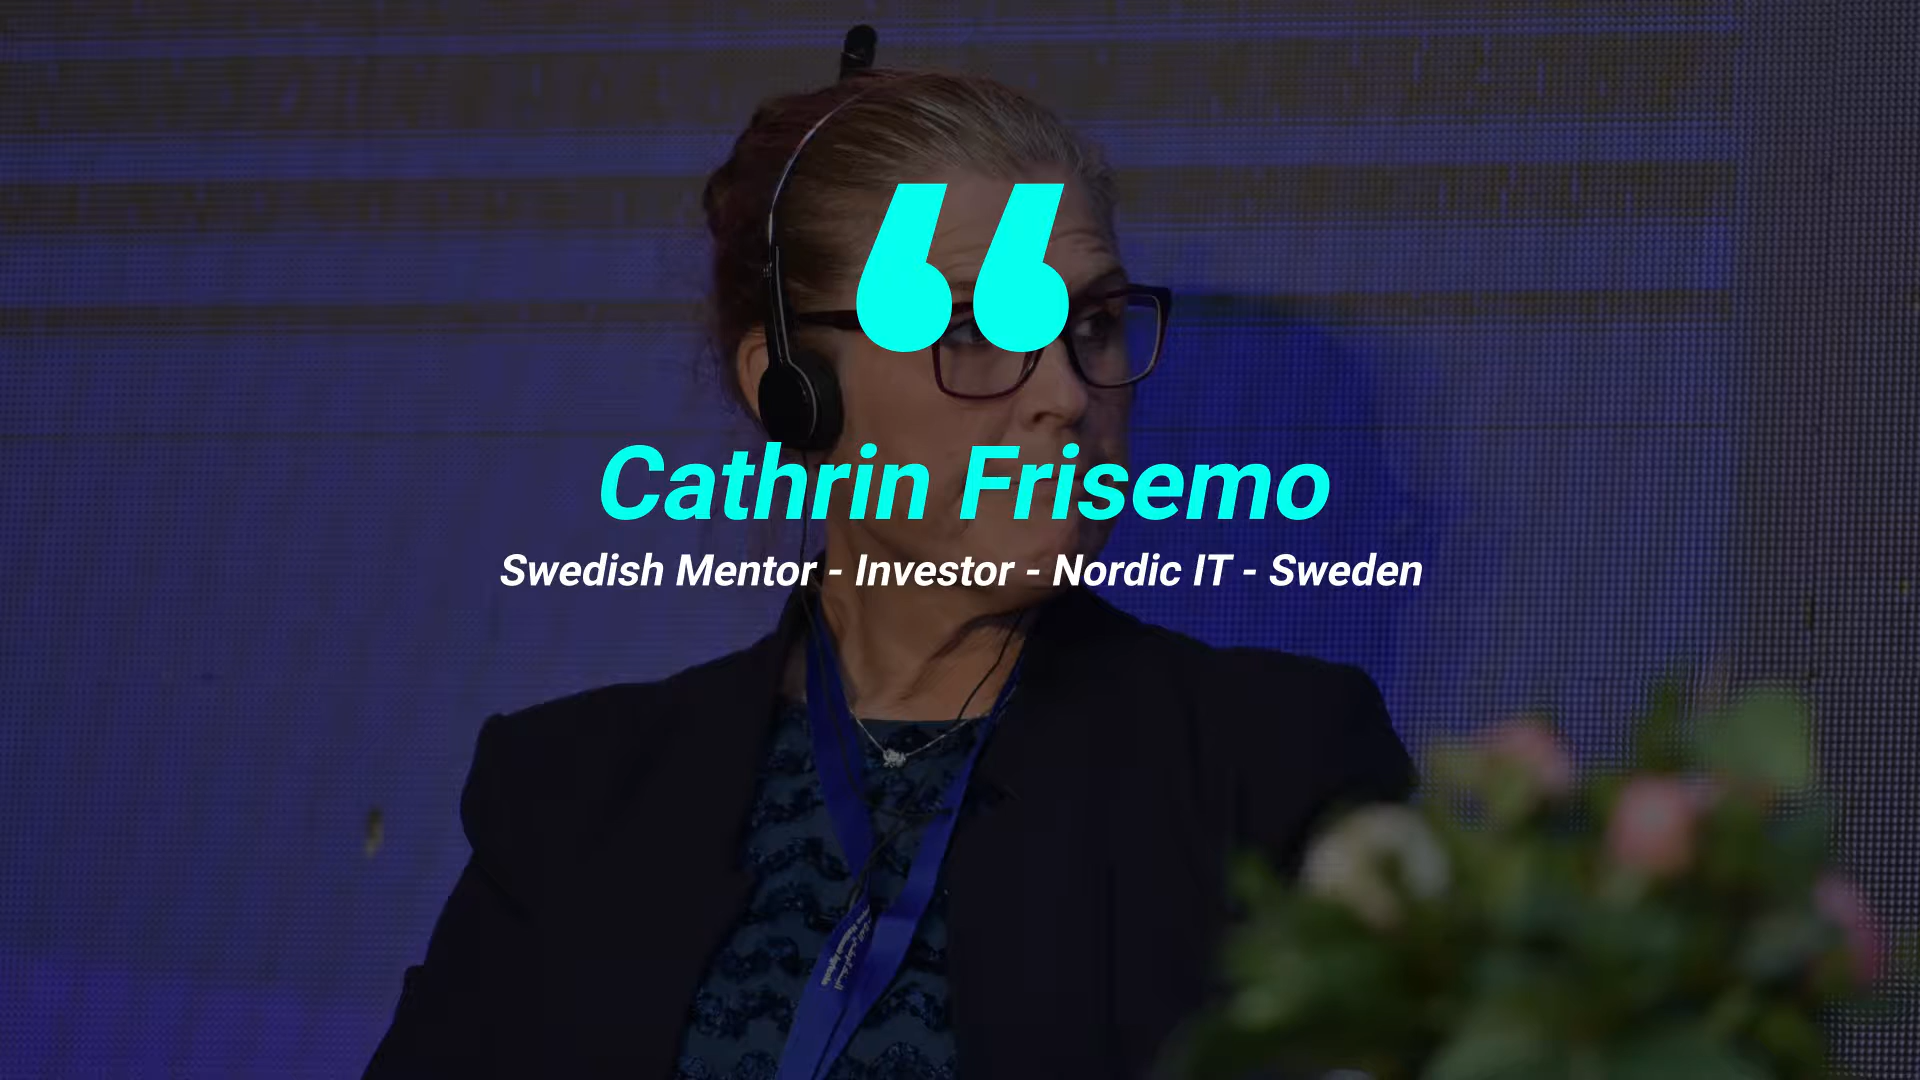 “
Cathrin Frisemo
Swedish Mentor - Investor - Nordic IT - Sweden